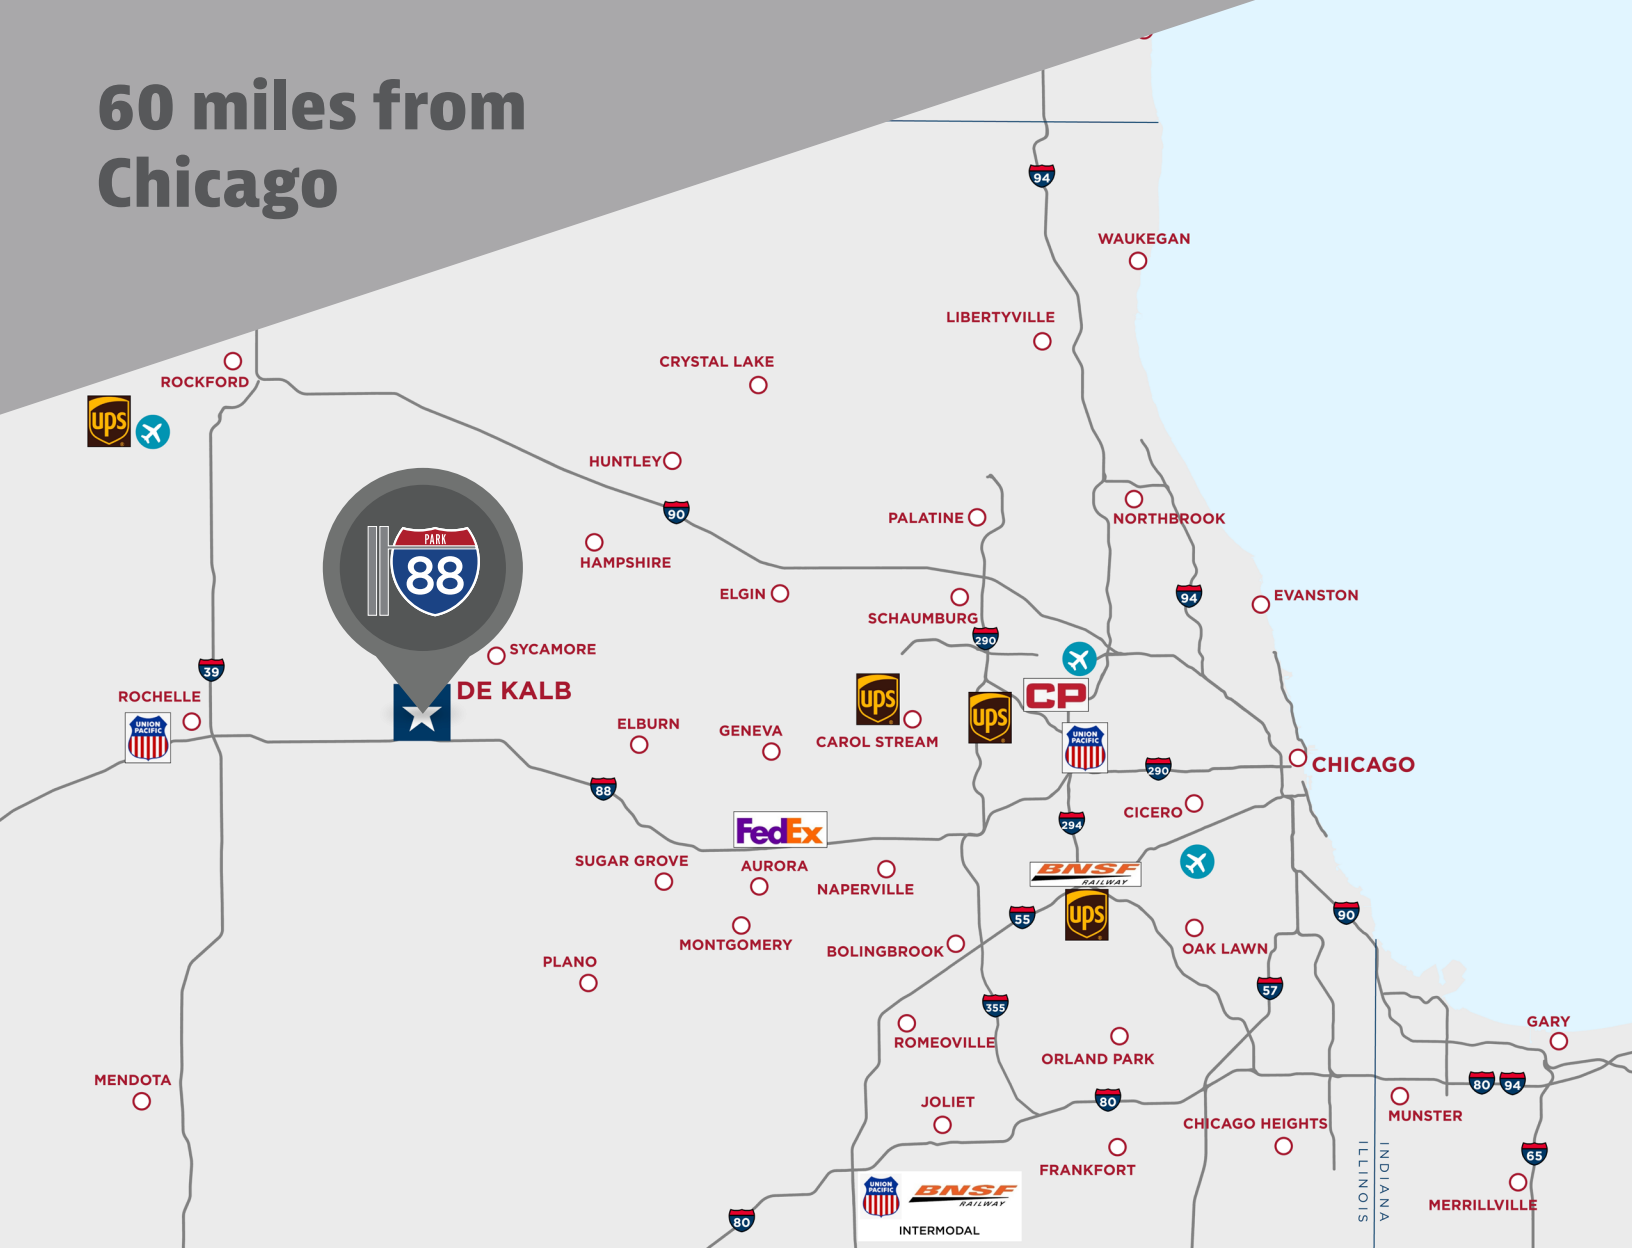 60 miles from
Chicago
94
WAUKEGAN
LIBERTYVILLE
CRYSTAL LAKE
ROCKFORD
ups
HUNTLEY
90
PALATINE
NORTHBROOK
PARK
88
HAMPSHIRE
ELGIN
94
EVANSTON
SCHAUMBURG
290
SYCAMORE
39
DE KALB
ROCHELLE
UNION
PACIFIC
ups
CP
ups
ELBURN
GENEVA
CAROL STREAM
UNION
PACIFIC
CHICAGO
290
88
CICERO
294
FedEx
SUGAR GROVE
AURORA
NAPERVILLE
BNSF
RAILWAY
ups
55
90
MONTGOMERY
BOLINGBROOK
OAK LAWN
PLANO
57
355
ROMEOVILLE
ORLAND PARK
GARY
MENDOTA
80
94
JOLIET
80
MUNSTER
CHICAGO HEIGHTS
FRANKFORT
ILLINOIS
INDIANA
65
UNION
PACIFIC
BNSF
RAILWAY
INTERMODAL
MERRILLVILLE
80